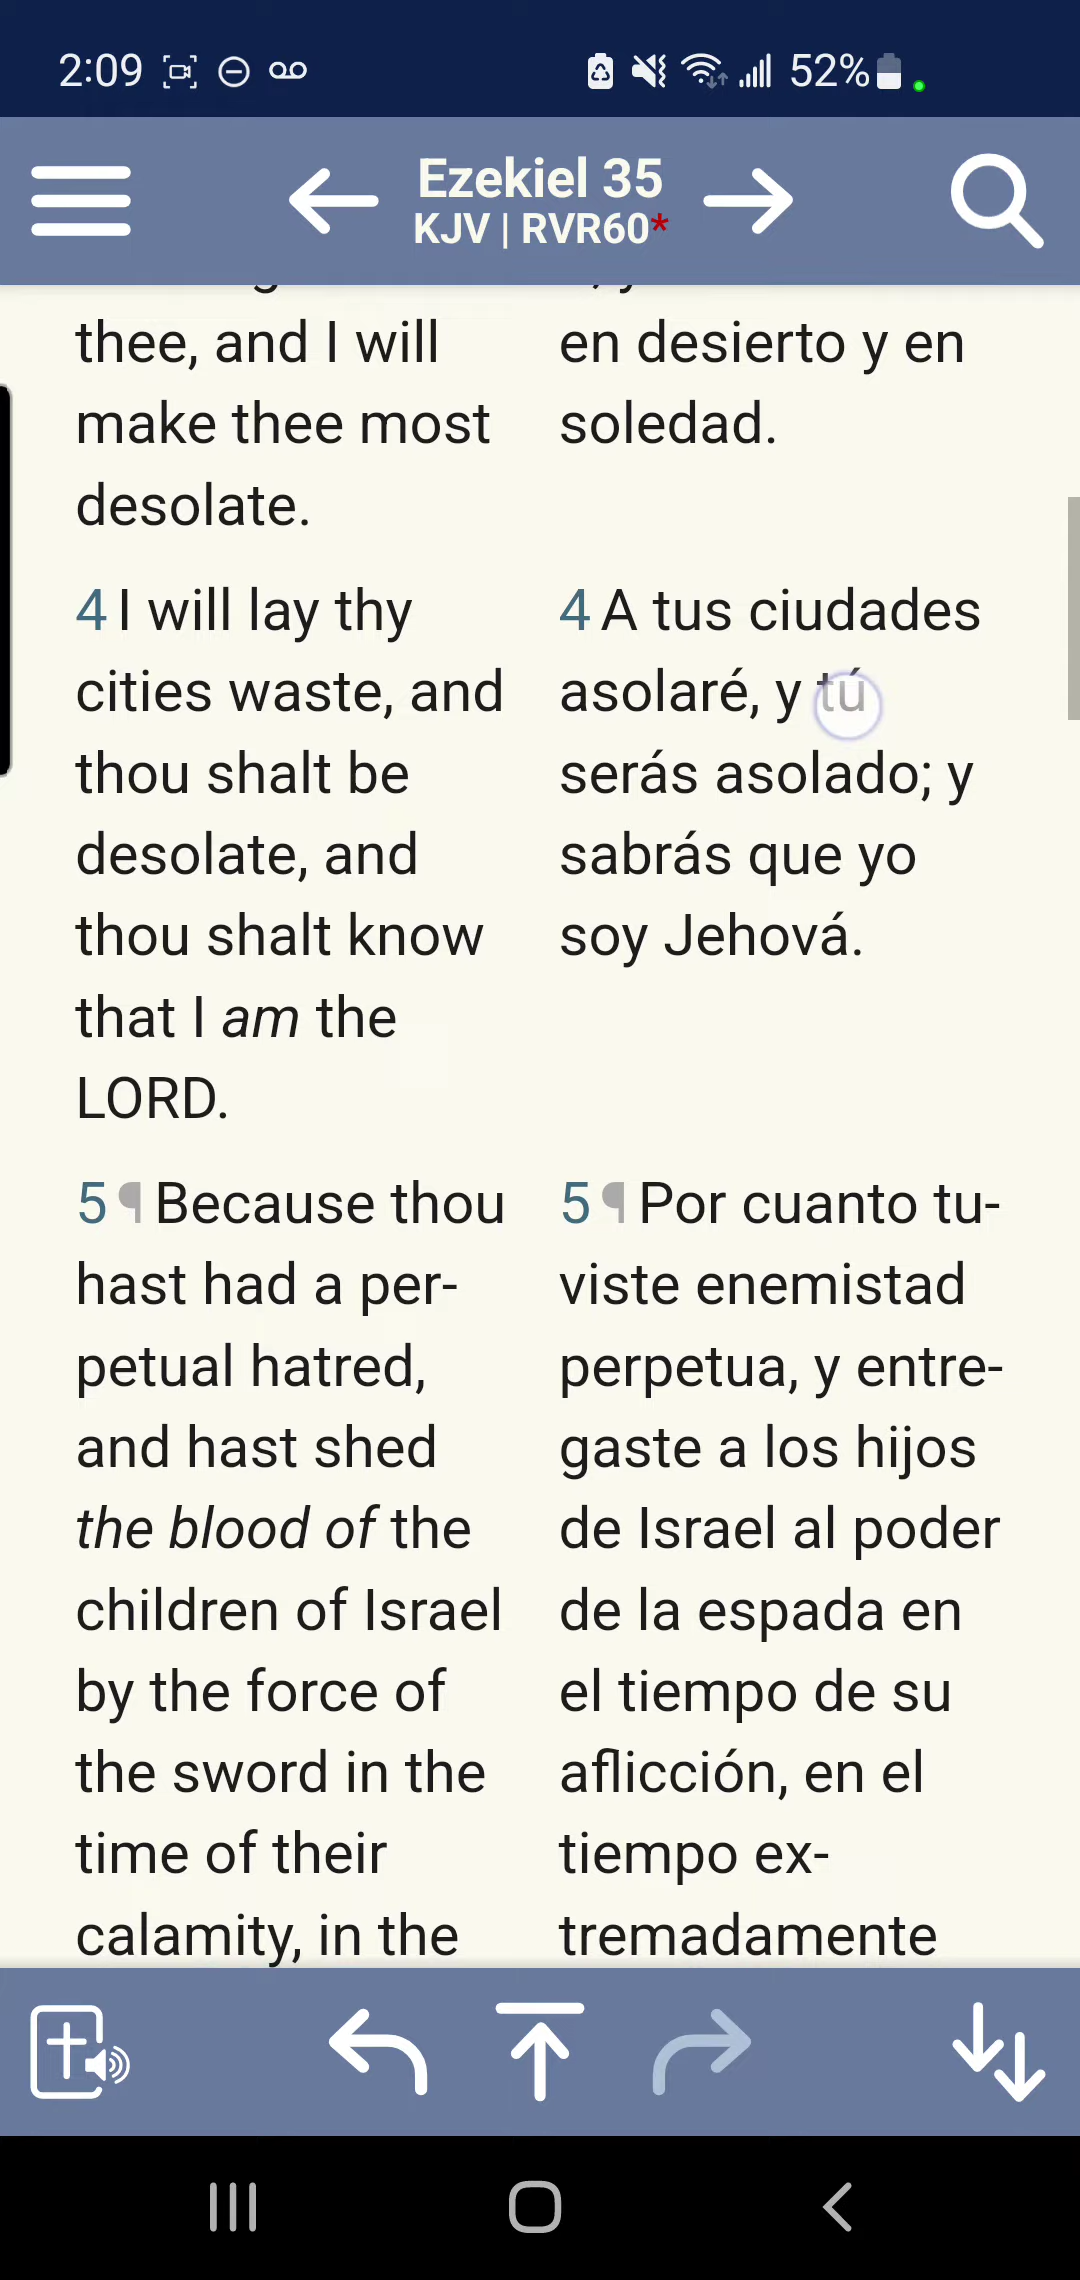 2:09
52%
Ezekiel 35
KJV | RVR60*
thee, and I will
make thee most
desolate.
4 I will lay thy
cities waste, and
thou shalt be
desolate, and
thou shalt know
that I am the
LORD.
5 ¶ Because thou
hast had a per-
petual hatred,
and hast shed
the blood of the
children of Israel
by the force of
the sword in the
time of their
calamity, in the
en desierto y en
soledad.
4 A tus ciudades
asolaré, y tú
serás asolado; y
sabrás que yo
soy Jehová.
5 ¶ Por cuanto tu-
viste enemistad
perpetua, y entre-
gaste a los hijos
de Israel al poder
de la espada en
el tiempo de su
aflicción, en el
tiempo ex-
tremadamente